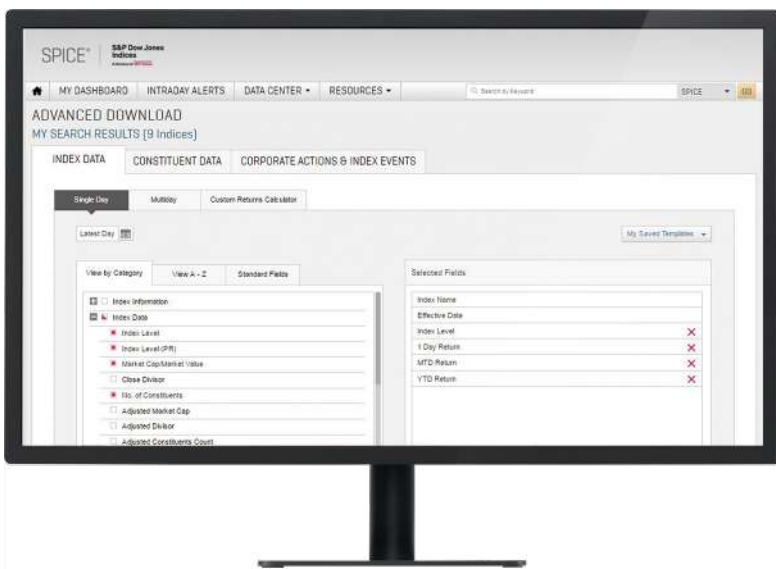 SPICE®
S&P Dow Jones
Indices
MY DASHBOARD INTRADAY ALERTS DATA CENTER RESOURCES
Search by Keyword SPICE GO
ADVANCED DOWNLOAD
MY SEARCH RESULTS (9 Indices)
INDEX DATA CONSTITUENT DATA CORPORATE ACTIONS & INDEX EVENTS
Single Day Multiday Custom Returns Calculator
Latest Day My Saved Templates
View by Category View A - Z Standard Fields
Selected Fields
Index Information
Index Data
Index Level
Index Level (PR)
Market Cap/Market Value
Close Divisor
No. of Constituents
Adjusted Market Cap
Adjusted Divisor
Adjusted Constituents Count
Index Name
Effective Date
Index Level
1 Day Return
MTD Return
YTD Return